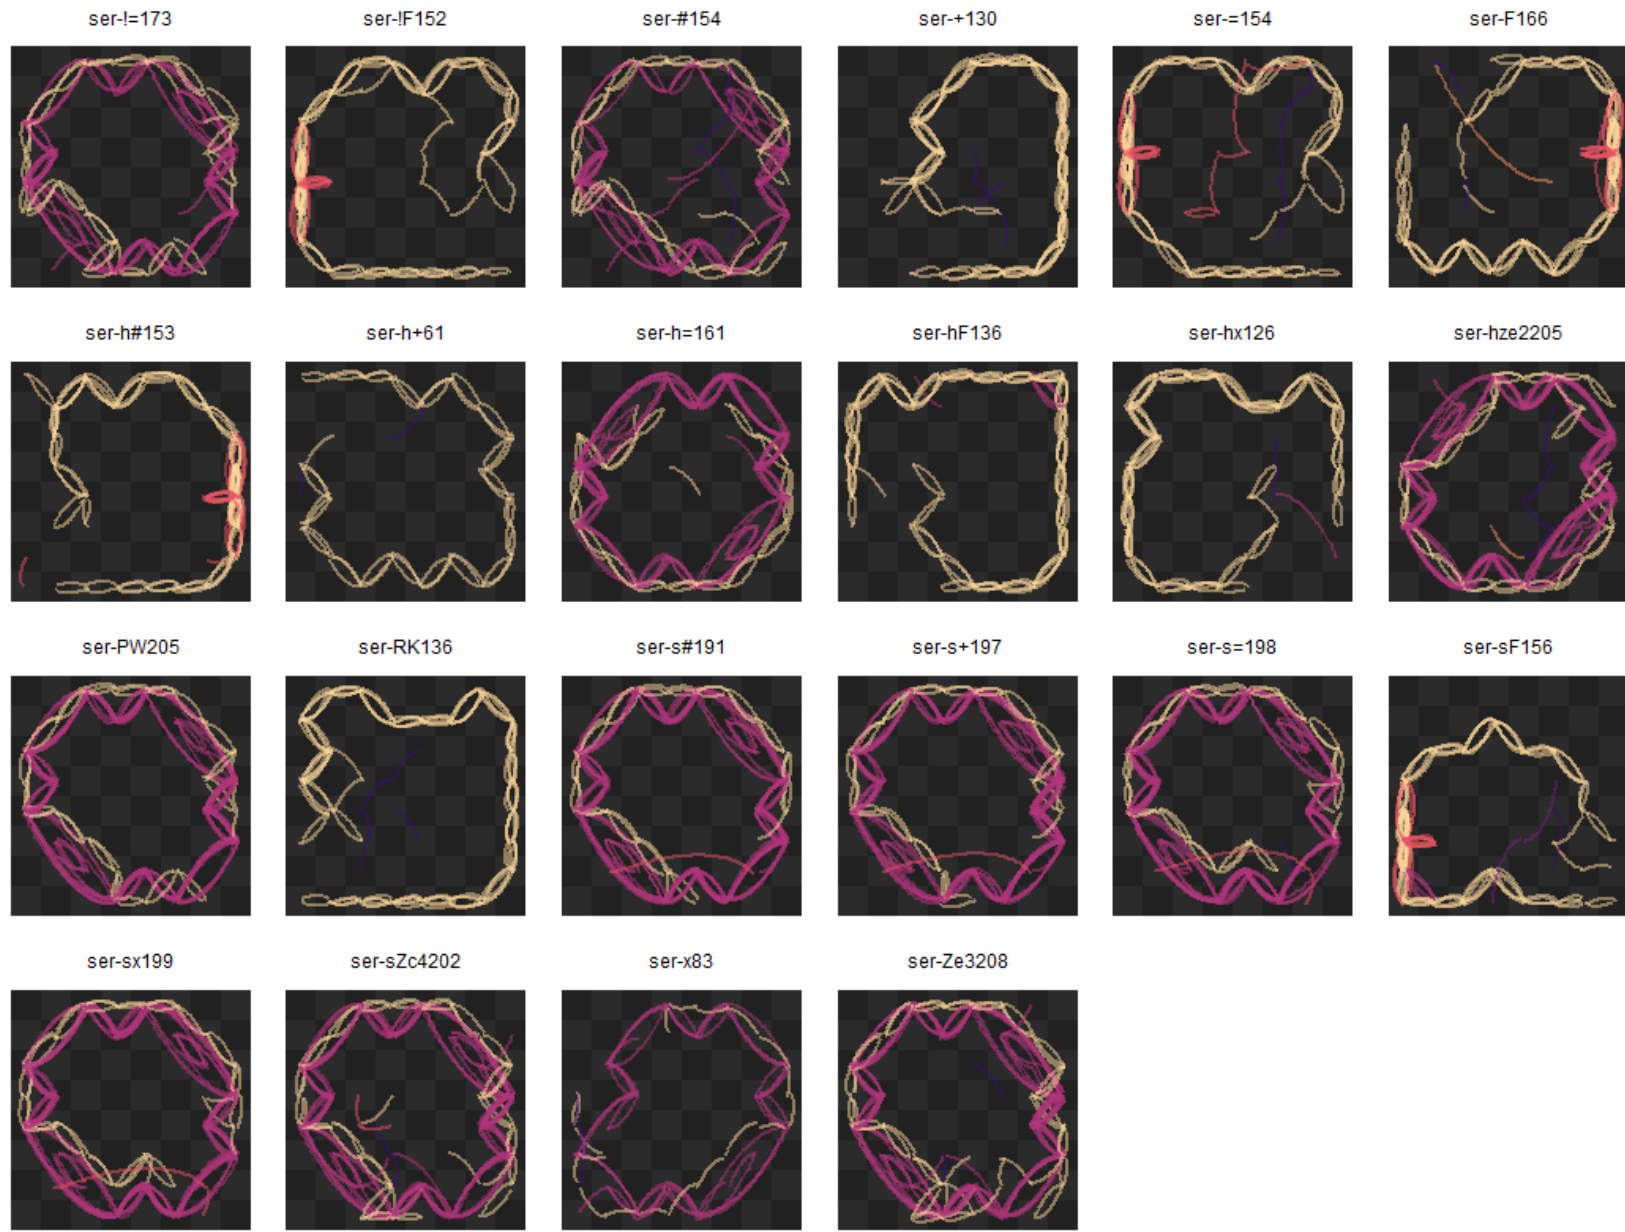 ser-!=173 ser-!F152 ser-#154 ser-+130 ser-=154 ser-F166
ser-h#153 ser-h+61 ser-h=161 ser-hF136 ser-hx126 ser-hze2205
ser-PW205 ser-RK136 ser-s#191 ser-s+197 ser-s=198 ser-sF156
ser-sx199 ser-sZc4202 ser-x83 ser-Ze3208